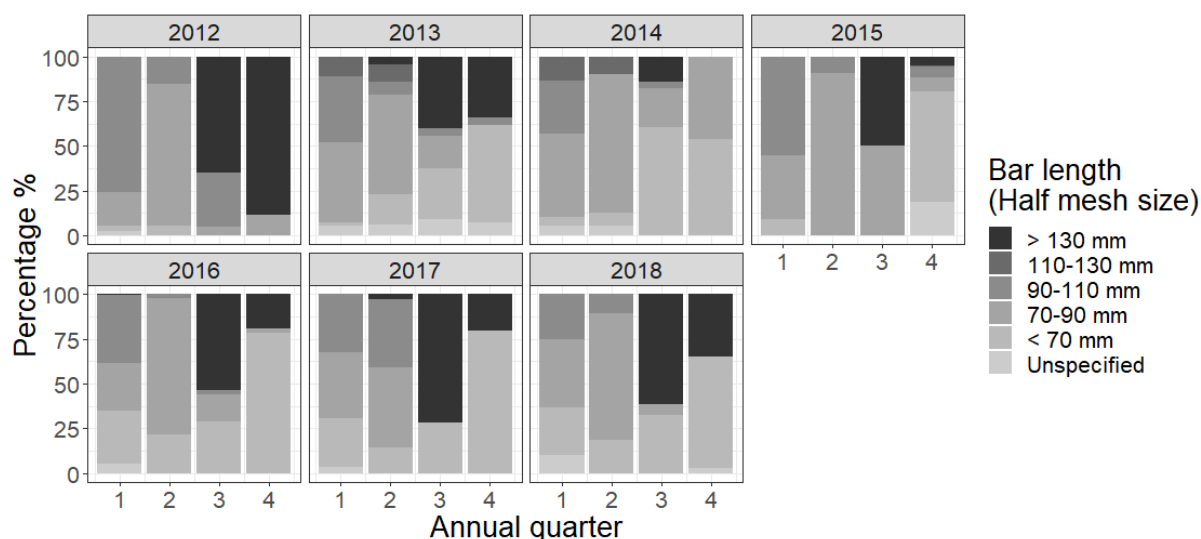 2012 2013 2014 2015
100
75
50
25
0
1 2 3 4
2016 2017 2018
100
75
50
25
0
1 2 3 4 1 2 3 4 1 2 3 4
Percentage %
Annual quarter
Bar length
(Half mesh size)
> 130 mm
110-130 mm
90-110 mm
70-90 mm
< 70 mm
Unspecified